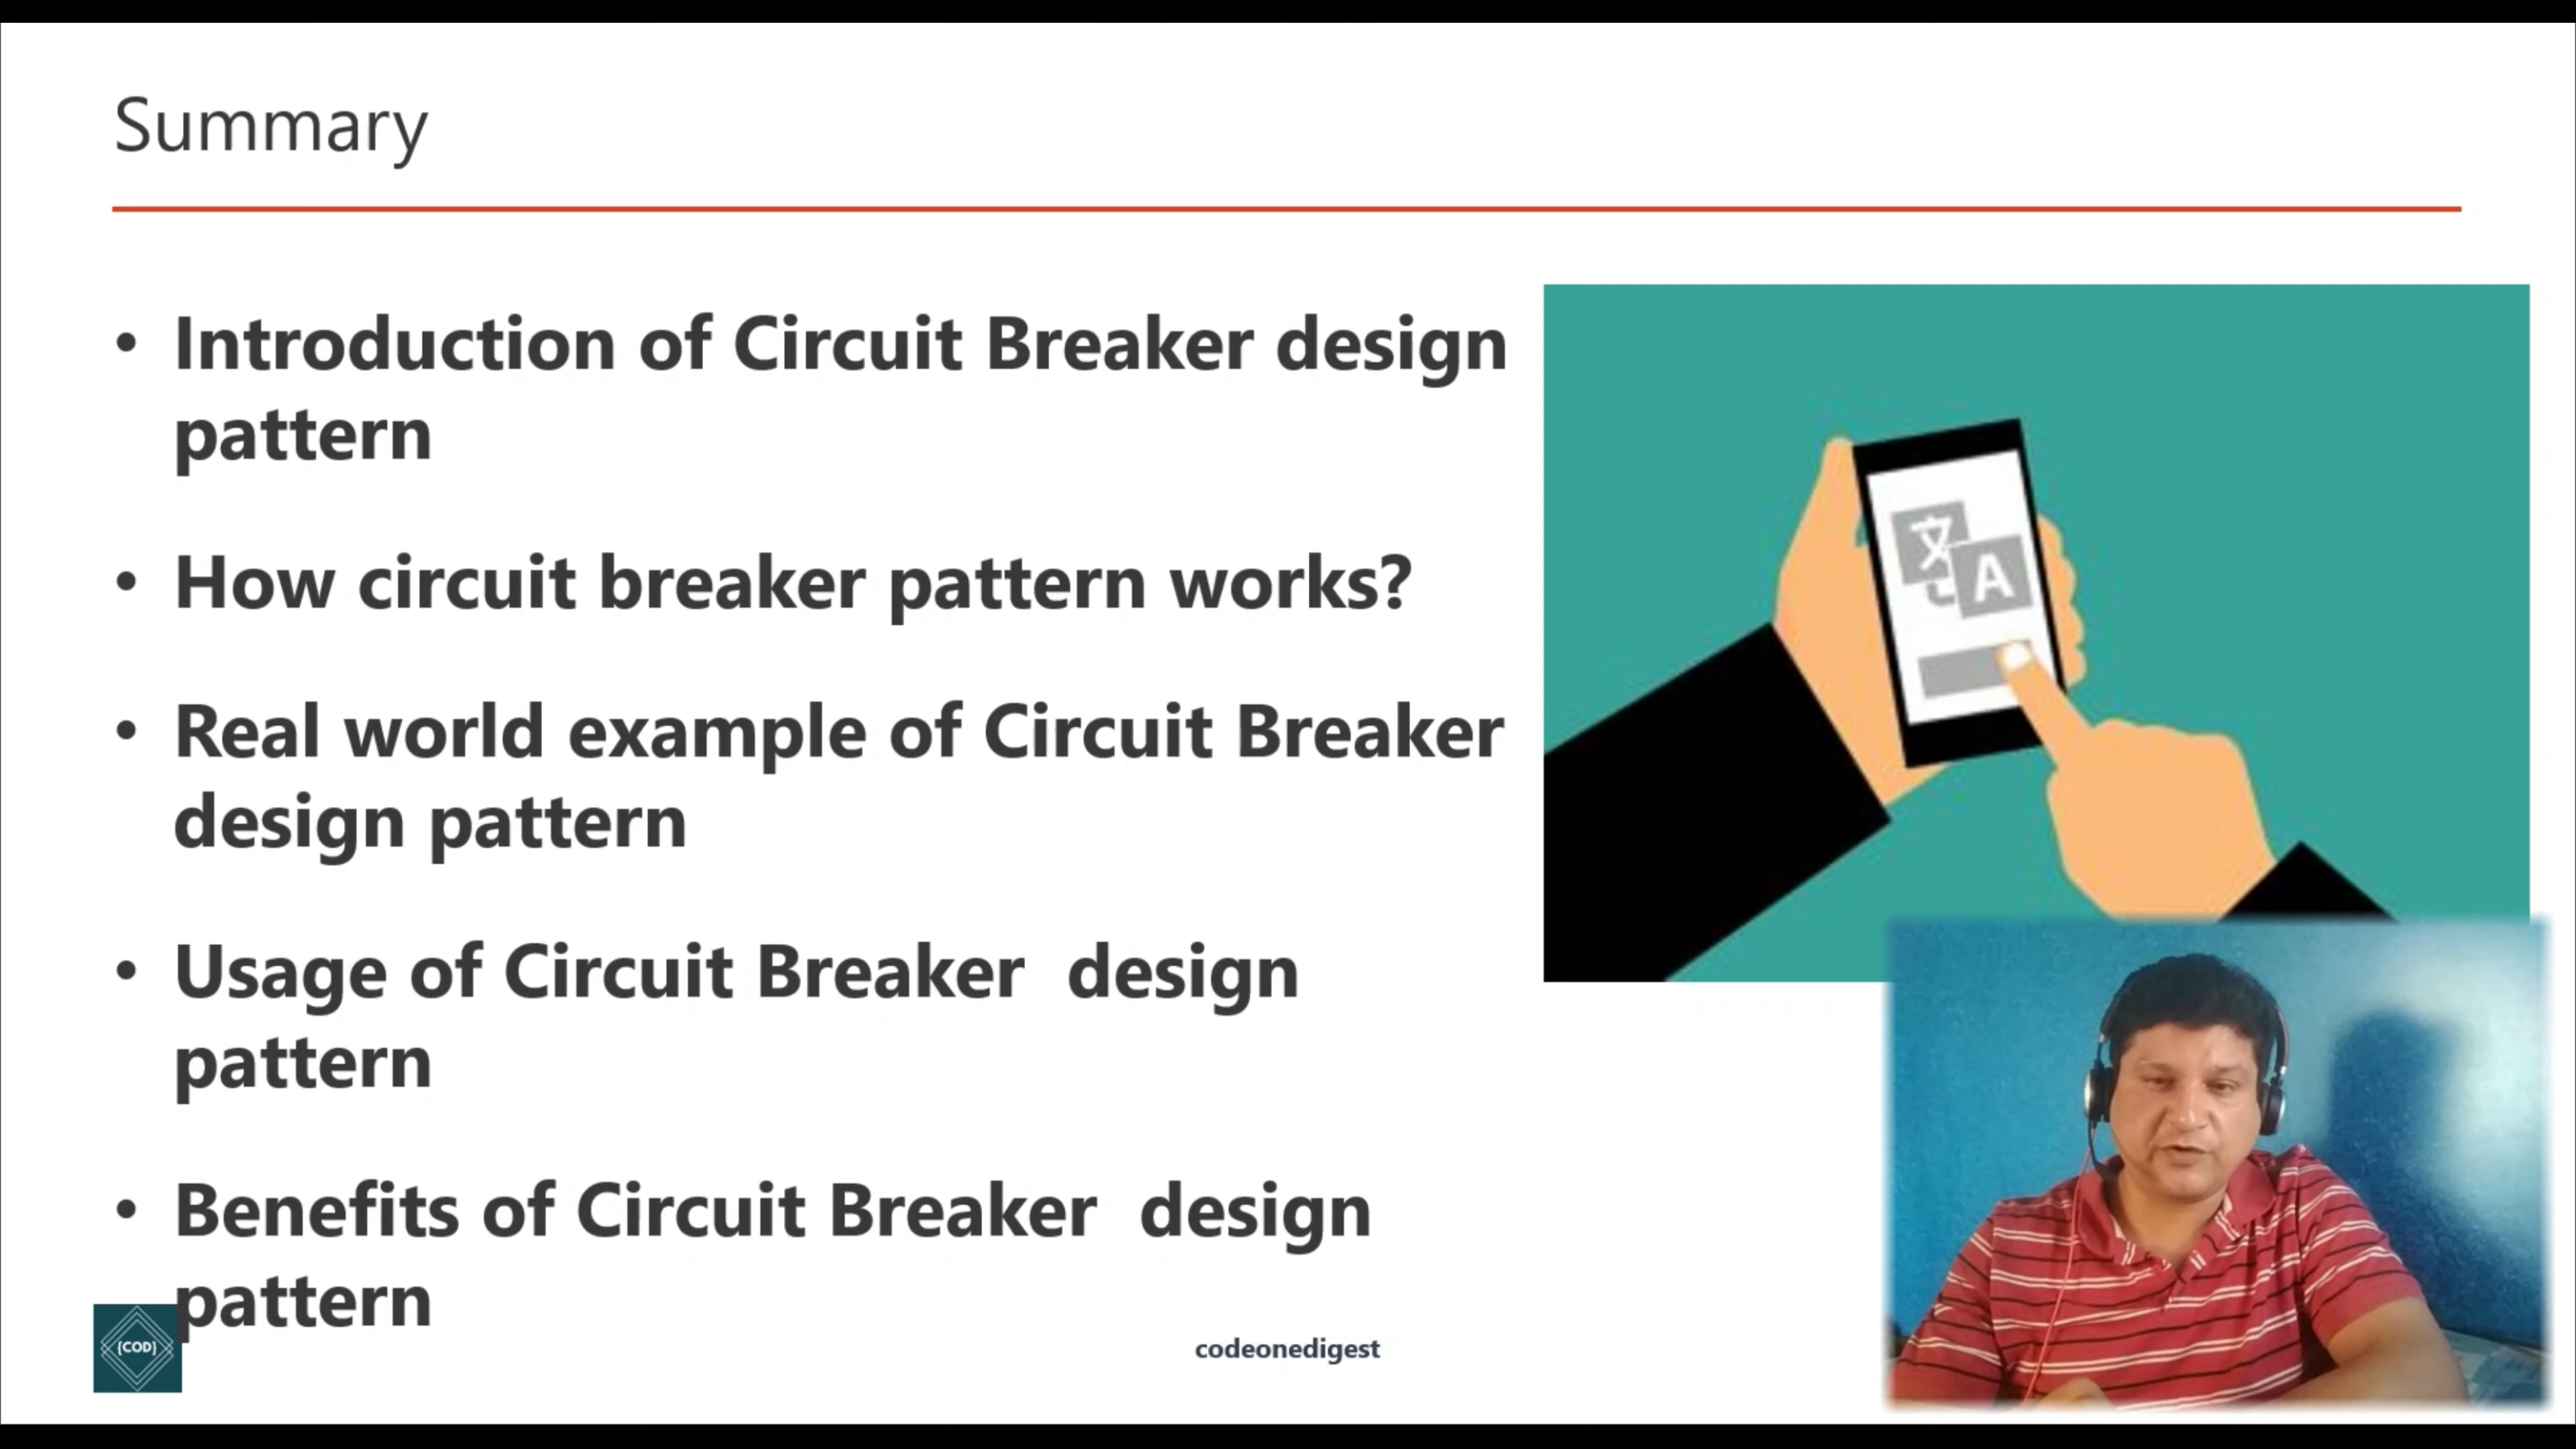 Summary
• Introduction of Circuit Breaker design
pattern
• How circuit breaker pattern works?
• Real world example of Circuit Breaker
design pattern
• Usage of Circuit Breaker  design
pattern
• Benefits of Circuit Breaker  design
pattern
文
A
{COD}
codeonedigest